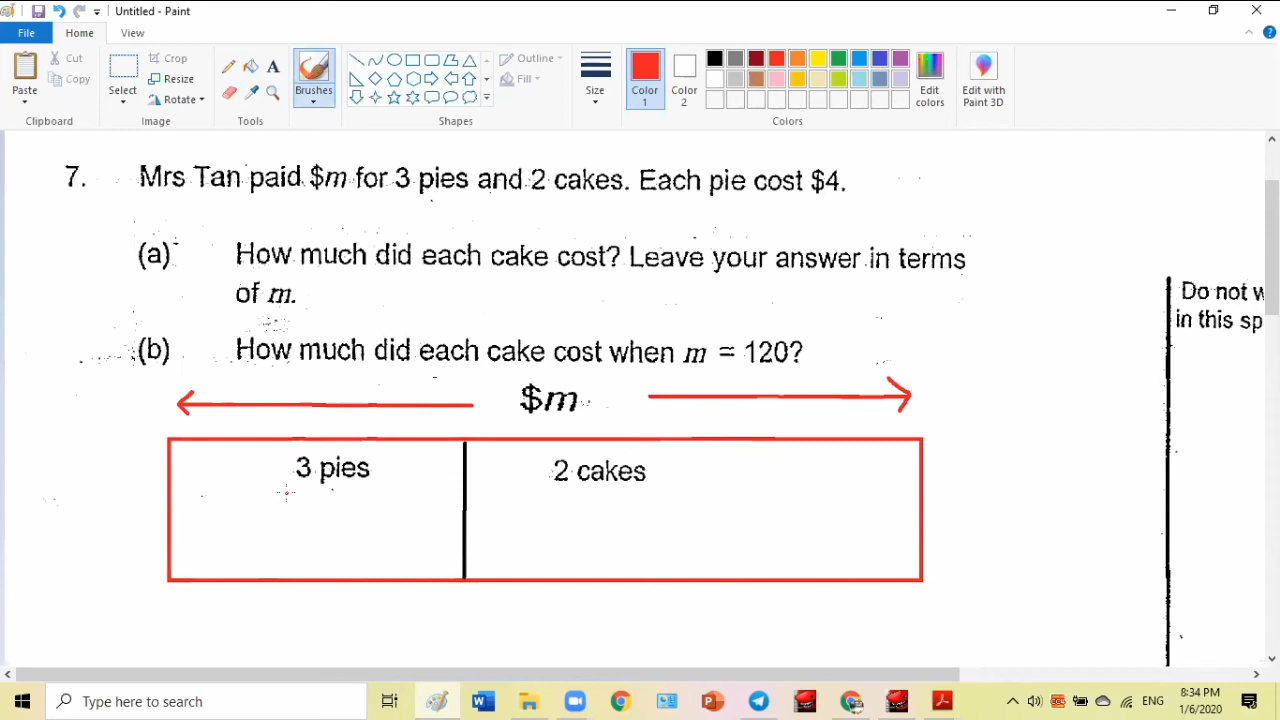 Untitled - Paint
File Home View
Paste Cut Copy Clipboard
Select Crop Resize Rotate Image
Tools
Brushes
Shapes Outline Fill
Size
Color 1 Color 2 Edit colors Colors
Edit with Paint 3D
7. Mrs Tan paid $m for 3 pies and 2 cakes. Each pie cost $4.
(a) How much did each cake cost? Leave your answer in terms
of m.
Do not w
in this sp
(b) How much did each cake cost when m = 120?
$m
3 pies 2 cakes
Type here to search
ENG
8:34 PM
1/6/2020